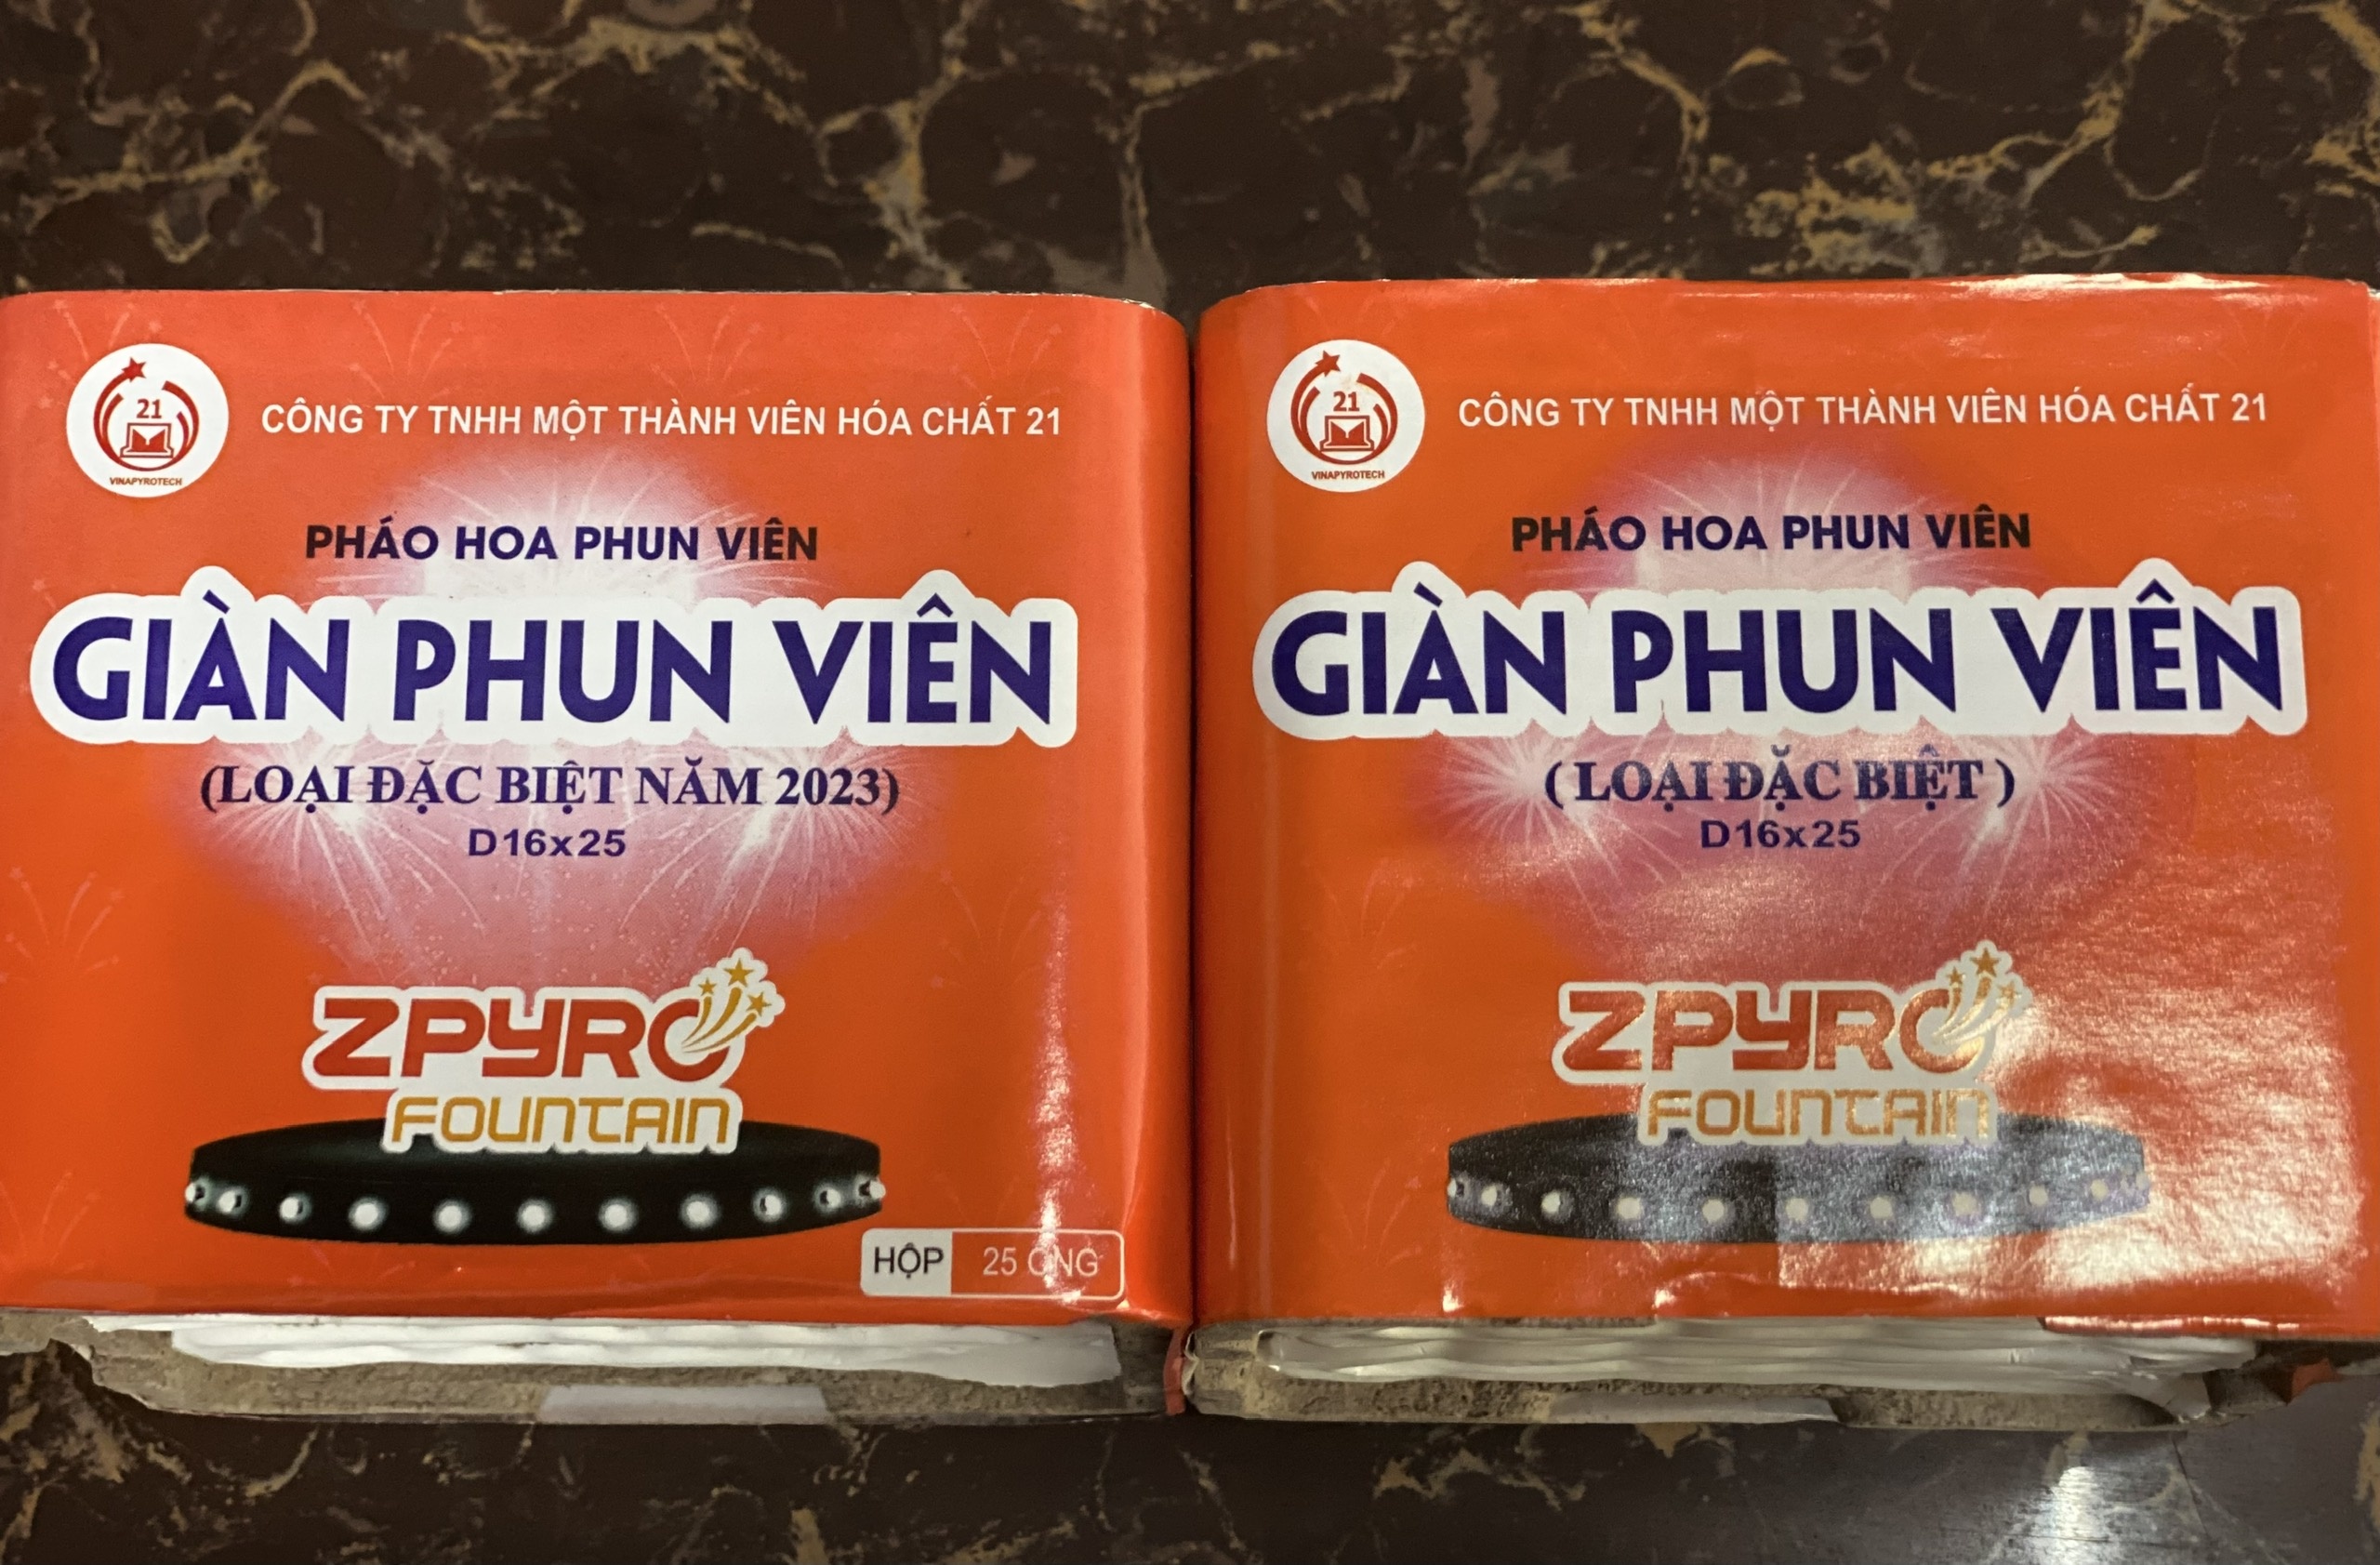 21
VINAPYROTECH
CÔNG TY TNHH MỘT THÀNH VIÊN HÓA CHẤT 21
PHÁO HOA PHUN VIÊN
GIÀN PHUN VIÊN
(LOẠI ĐẶC BIỆT NĂM 2023)
D16x25
ZPYRO
FOUNTAIN
HỘP 25 ỐNG
21
VINAPYROTECH
CÔNG TY TNHH MỘT THÀNH VIÊN HÓA CHẤT 21
PHÁO HOA PHUN VIÊN
GIÀN PHUN VIÊN
( LOẠI ĐẶC BIỆT )
D16x25
ZPYRO
FOUNTAIN